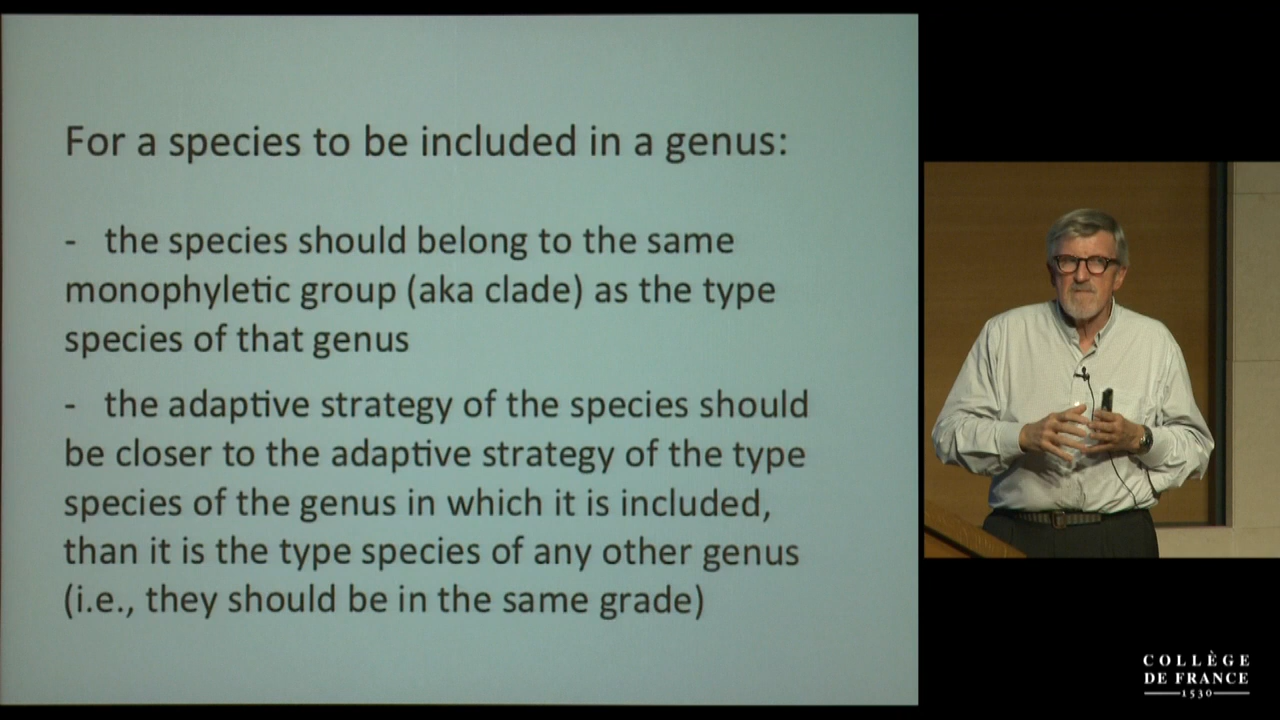 For a species to be included in a genus:
- the species should belong to the same
monophyletic group (aka clade) as the type
species of that genus
- the adaptive strategy of the species should
be closer to the adaptive strategy of the type
species of the genus in which it is included,
than it is the type species of any other genus
(i.e., they should be in the same grade)
COLLÈGE
DE FRANCE
1530